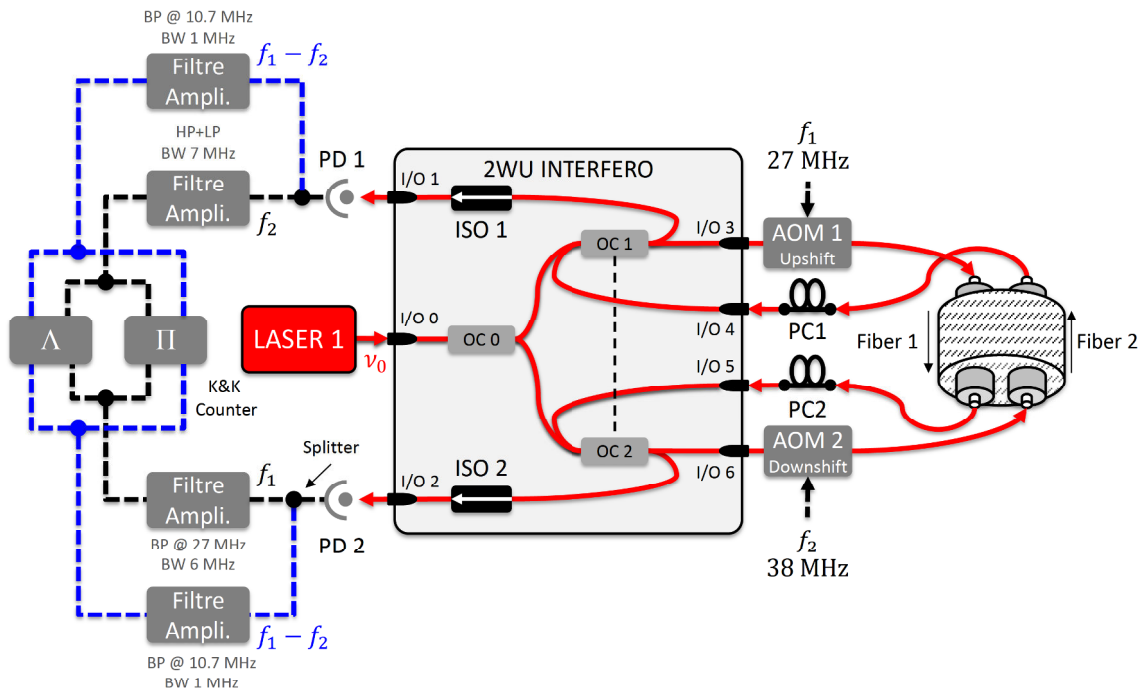 BP @ 10.7 MHz
BW 1 MHz
Filtre
Ampli.
f₁ − f₂
HP+LP
BW 7 MHz
Filtre
Ampli.
f₂
PD 1
2WU INTERFERO
I/O 1
ISO 1
OC 1
I/O 3
f₁
27 MHz
AOM 1
Upshift
Λ
Π
K&K
Counter
LASER 1
ν₀
I/O 0
OC 0
I/O 4
PC1
I/O 5
PC2
Fiber 1
Fiber 2
Splitter
OC 2
I/O 6
AOM 2
Downshift
f₂
38 MHz
ISO 2
I/O 2
PD 2
Filtre
Ampli.
f₁
BP @ 27 MHz
BW 6 MHz
Filtre
Ampli.
f₁ − f₂
BP @ 10.7 MHz
BW 1 MHz